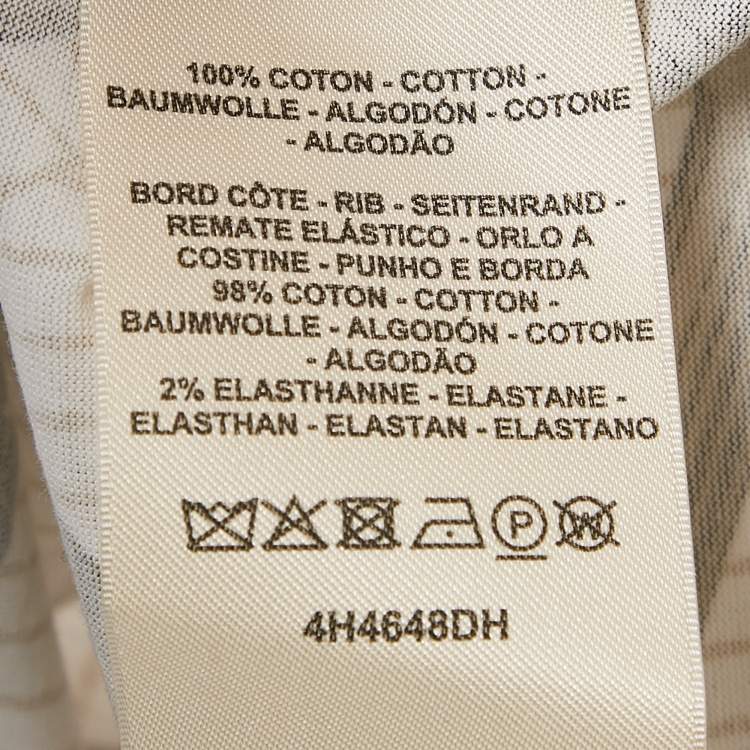 100% COTON - COTTON -
BAUMWOLLE - ALGODÓN - COTONE
- ALGODÃO
BORD CÔTE - RIB - SEITENRAND -
REMATE ELÁSTICO - ORLO A
COSTINE - PUNHO E BORDA
98% COTON - COTTON -
BAUMWOLLE - ALGODÓN - COTONE
- ALGODÃO
2% ELASTHANNE - ELASTANE -
ELASTHAN - ELASTAN - ELASTANO
P W
4H4648DH